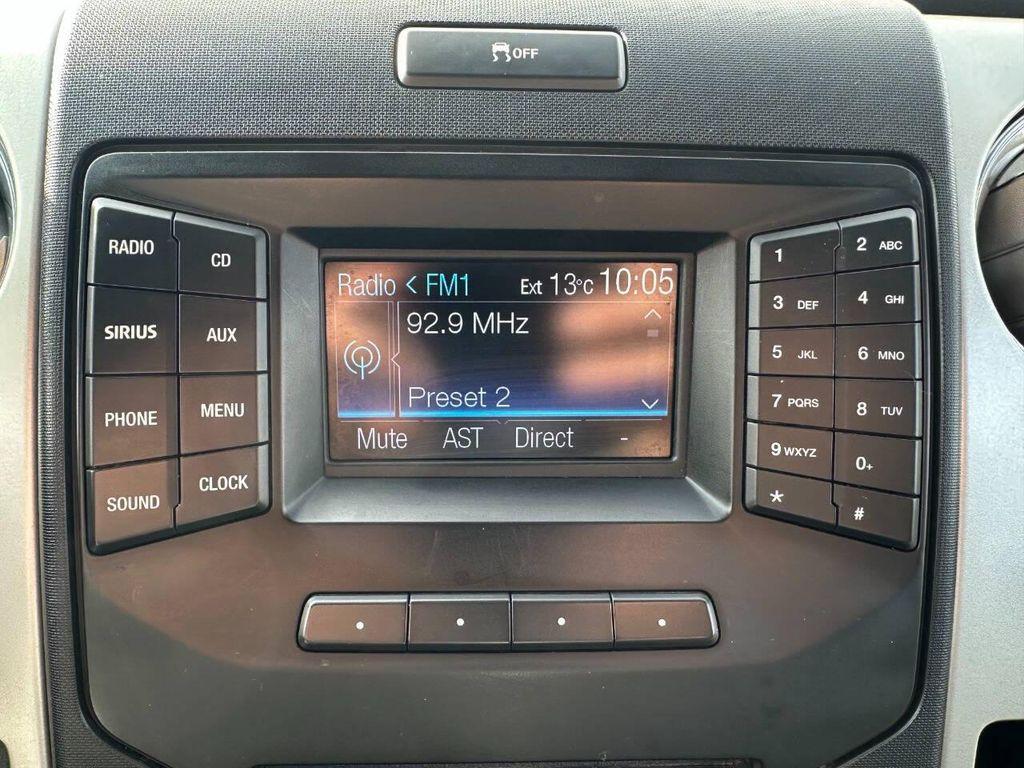 OFF
RADIO
CD
SIRIUS
AUX
PHONE
MENU
SOUND
CLOCK
Radio < FM1 Ext 13°C 10:05
92.9 MHz
Preset 2
Mute AST Direct -
1
2 ABC
3 DEF
4 GHI
5 JKL
6 MNO
7 PQRS
8 TUV
9 WXYZ
0+
*
#